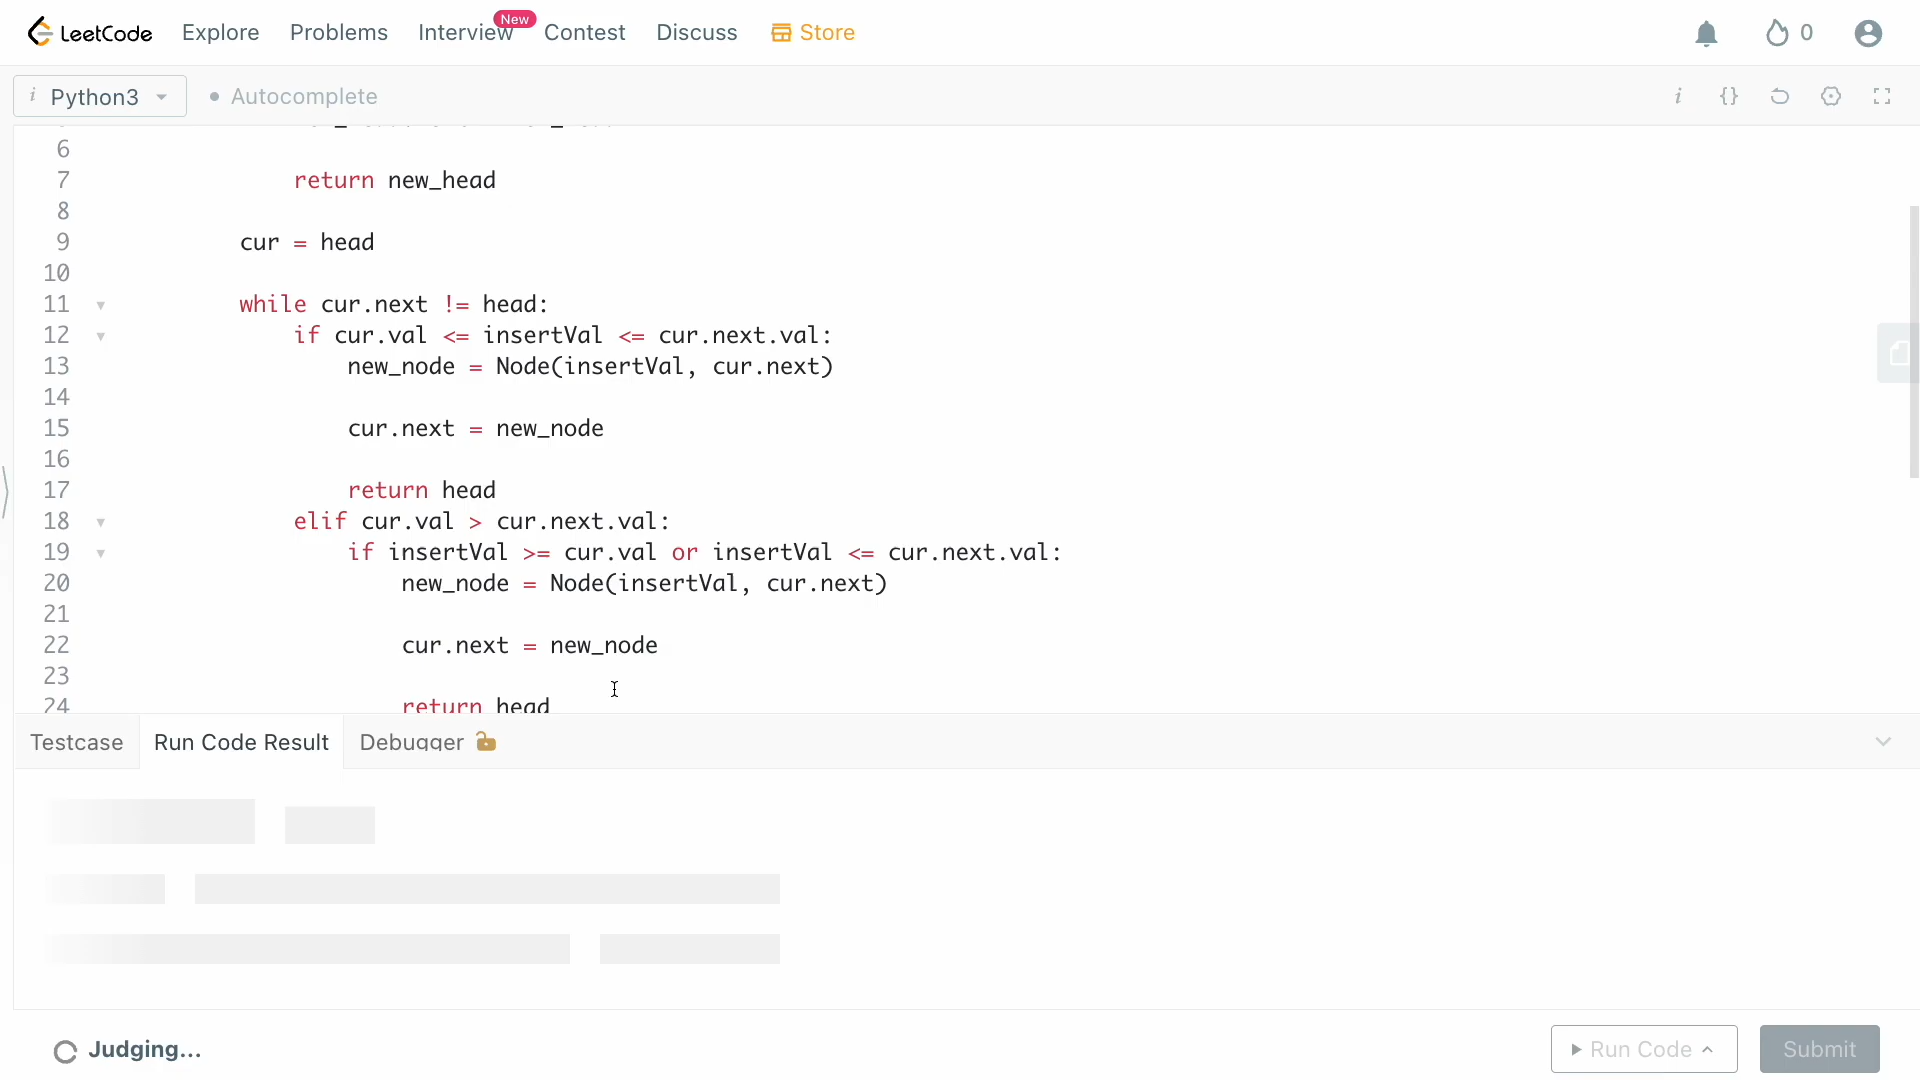 LeetCode Explore Problems Interview New Contest Discuss Store 0
i Python3 Autocomplete i {}
6
7 return new_head
8
9 cur = head
10
11 while cur.next != head:
12 if cur.val <= insertVal <= cur.next.val:
13 new_node = Node(insertVal, cur.next)
14
15 cur.next = new_node
16
17 return head
18 elif cur.val > cur.next.val:
19 if insertVal >= cur.val or insertVal <= cur.next.val:
20 new_node = Node(insertVal, cur.next)
21
22 cur.next = new_node
23
24 return head
Testcase Run Code Result Debugger
Judging... Run Code Submit